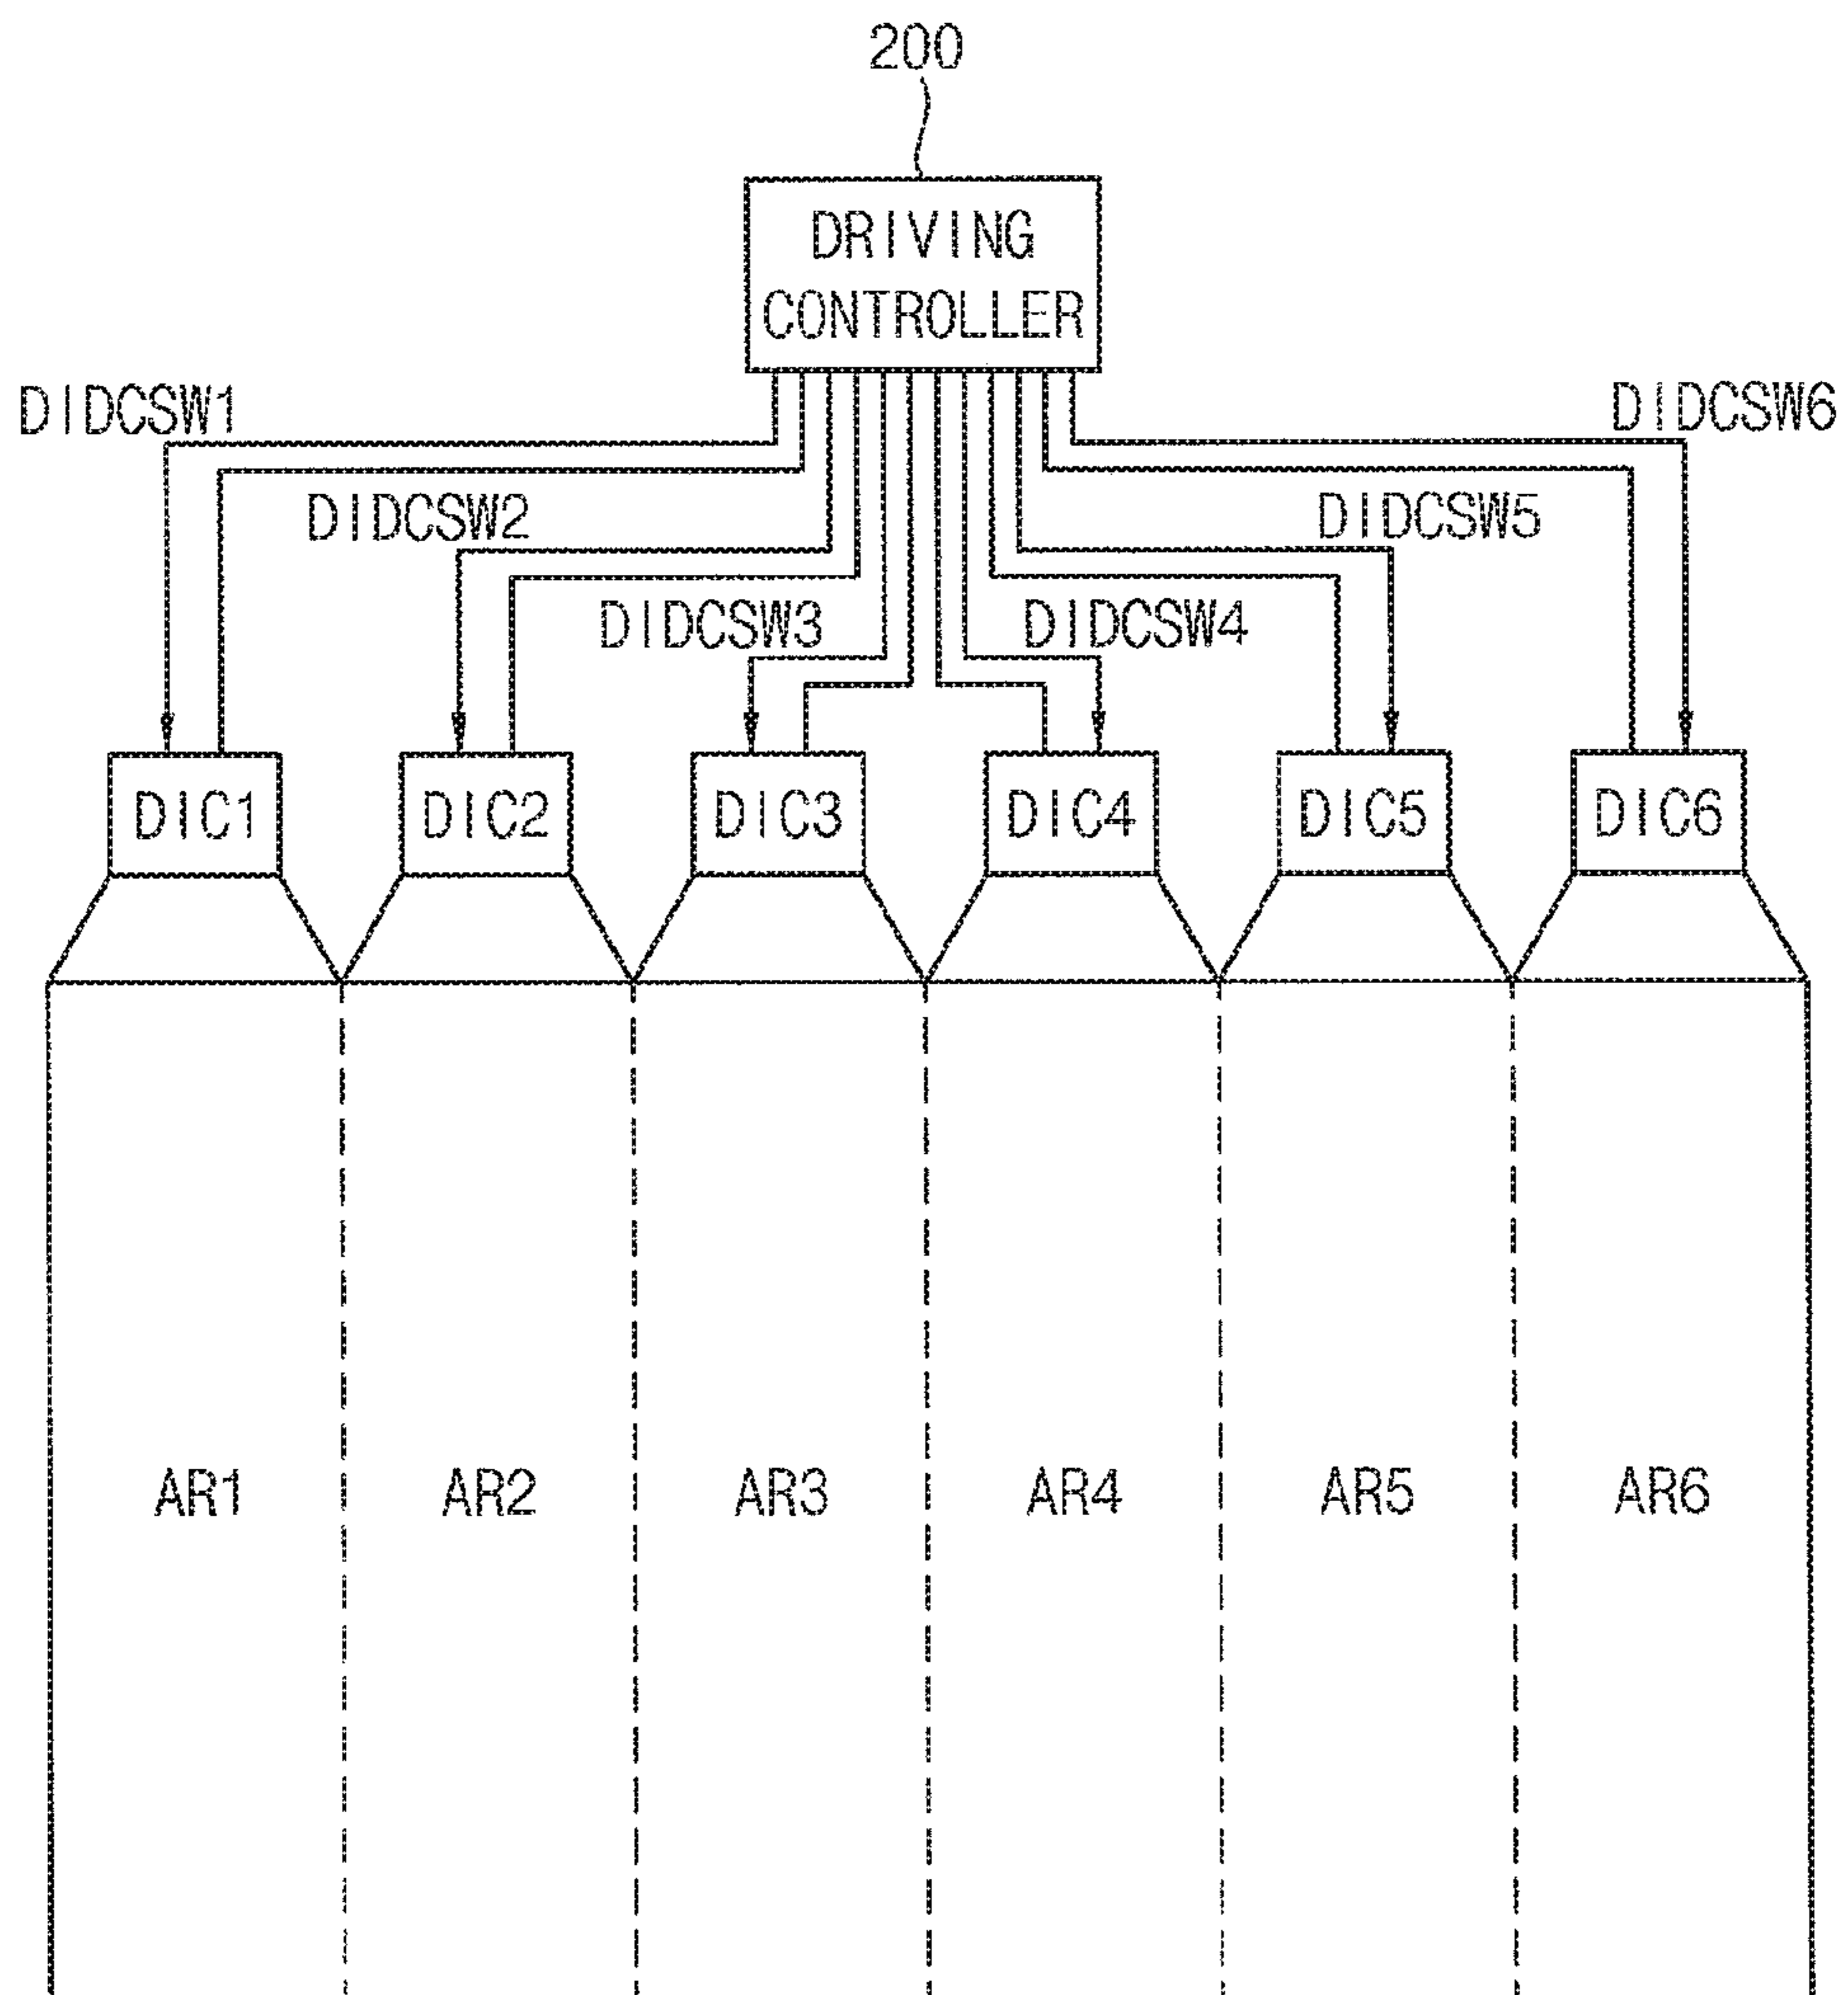 200
DRIVING
CONTROLLER
DIDCSW1
DIDCSW6
DIDCSW2
DIDCSW5
DIDCSW3
DIDCSW4
DIC1
DIC2
DIC3
DIC4
DIC5
DIC6
AR1
AR2
AR3
AR4
AR5
AR6